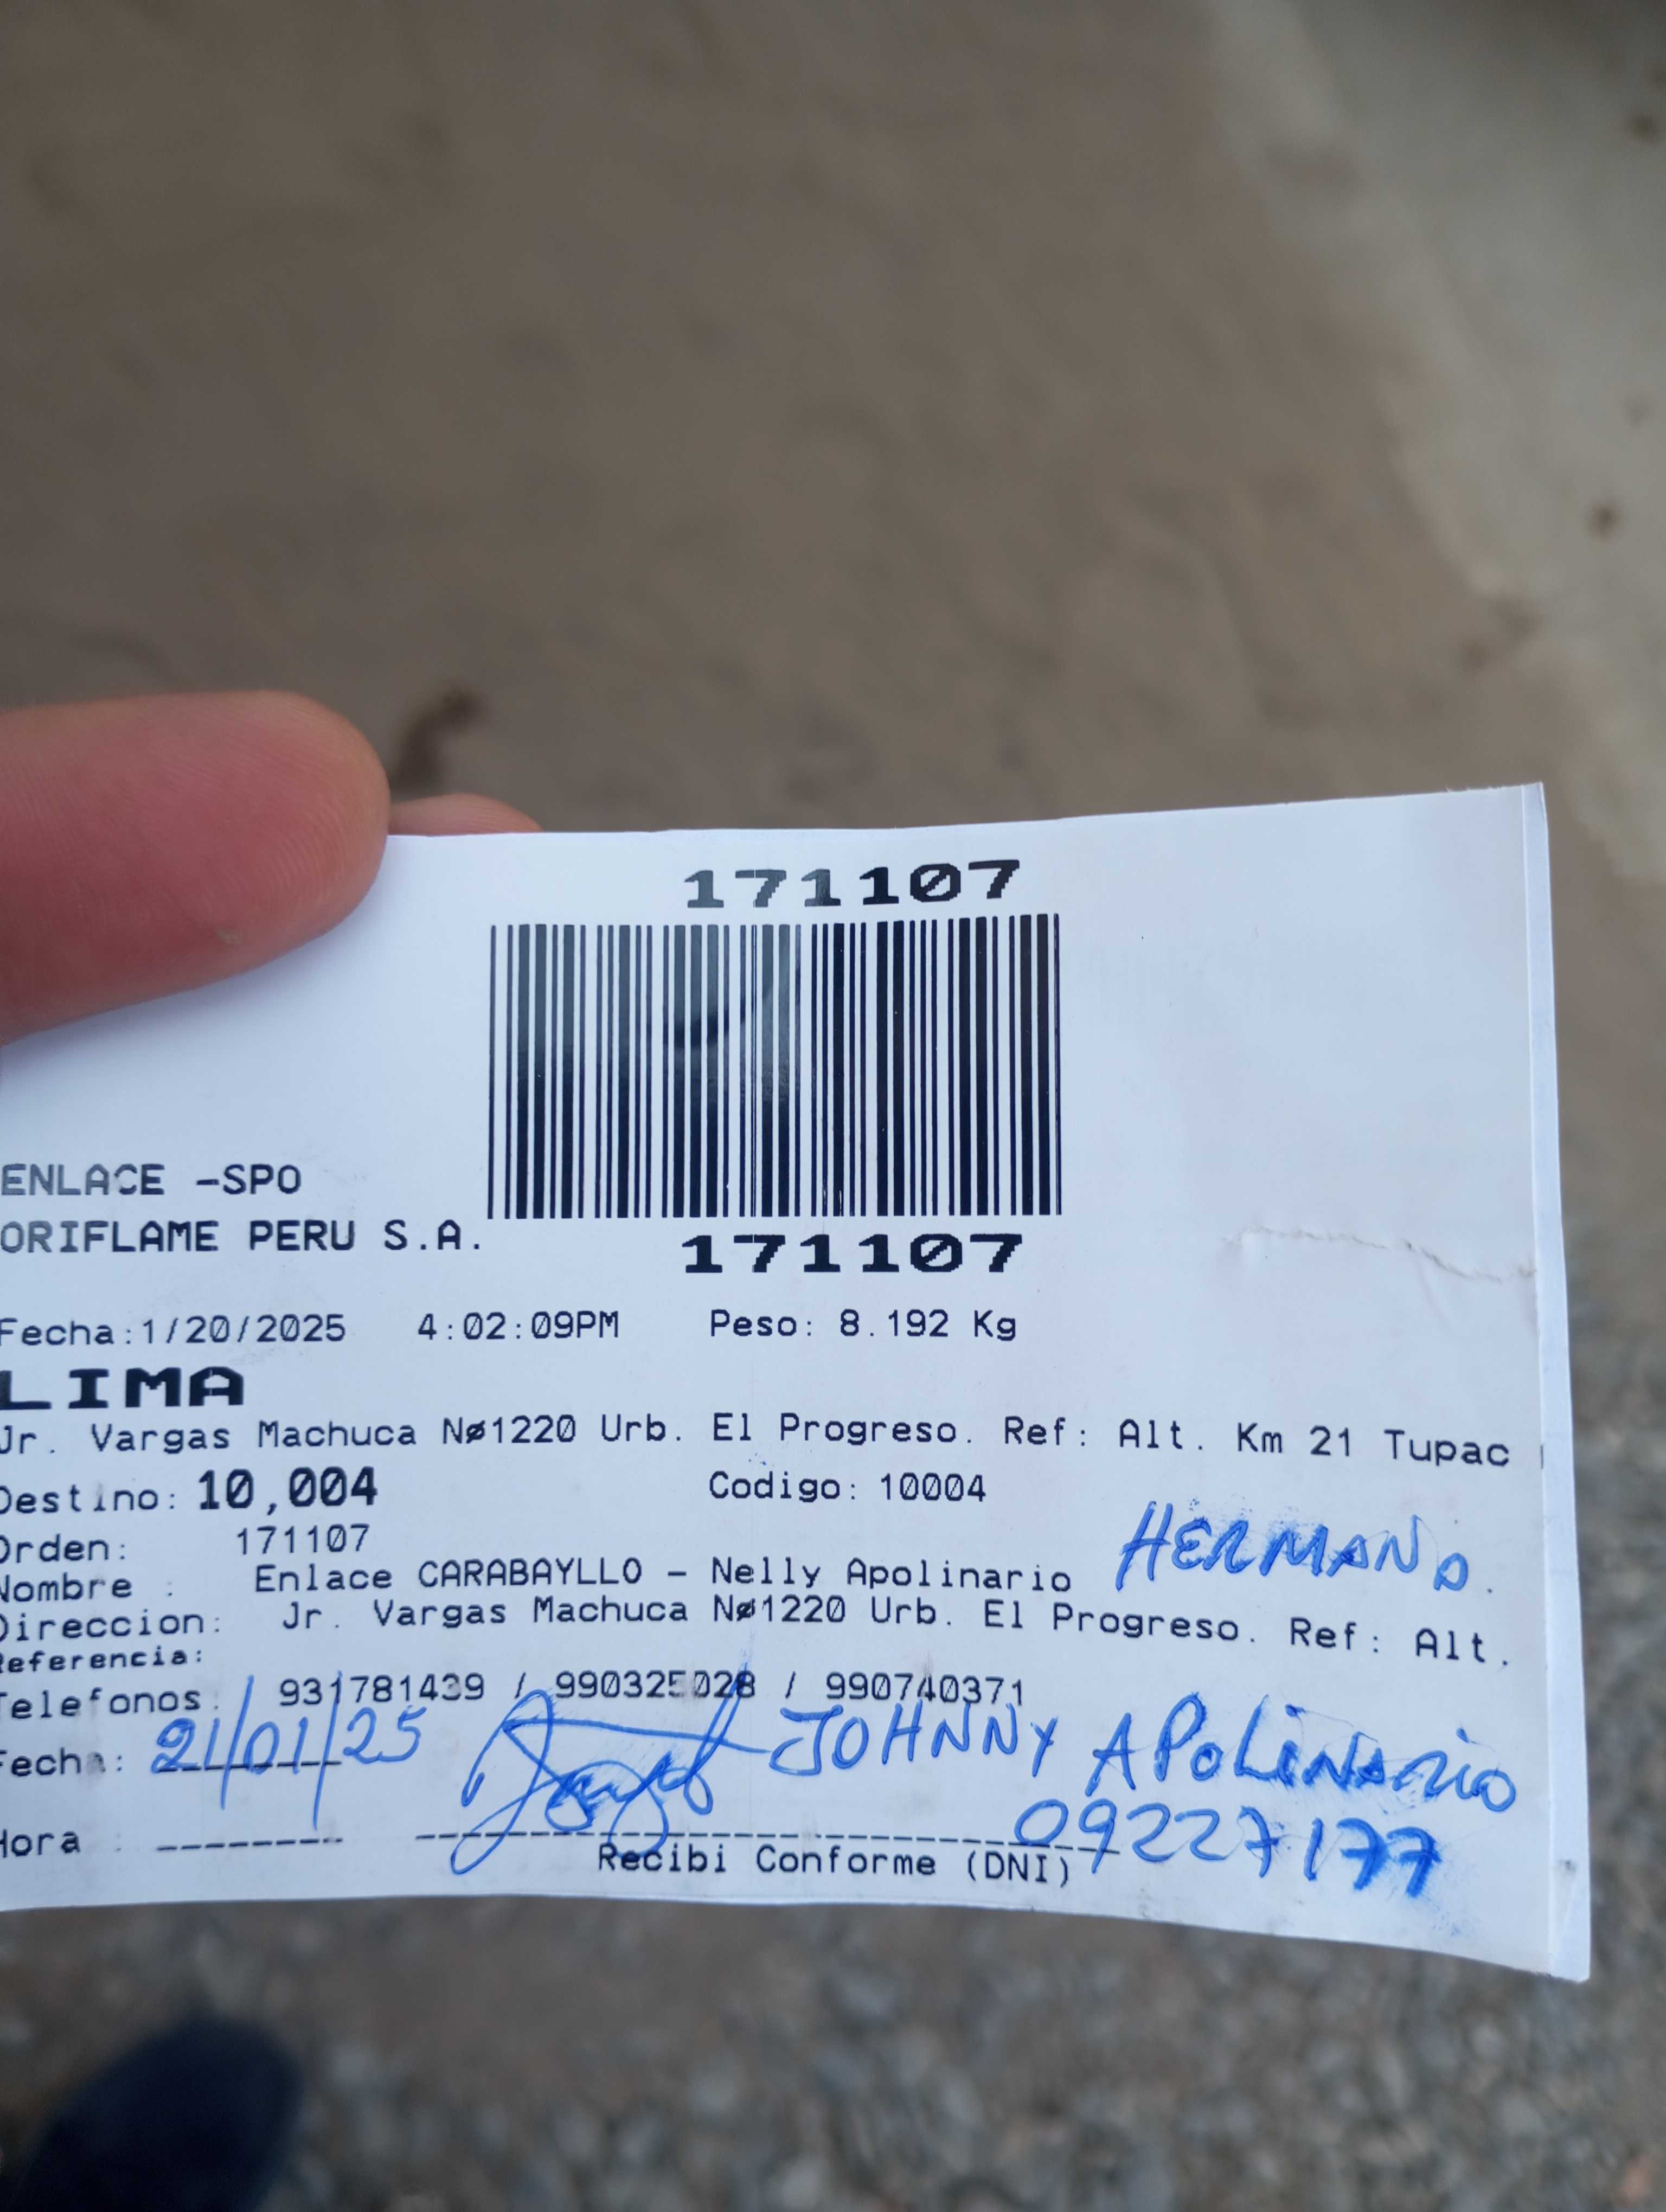 171107
171107
ENLACE -SPO
ORIFLAME PERU S.A.
Fecha:1/20/2025 4:02:09PM Peso: 8.192 Kg
LIMA
Jr. Vargas Machuca Nø1220 Urb. El Progreso. Ref: Alt. Km 21 Tupac
Destino: 10,004 Codigo: 10004
Orden: 171107
HERMANO.
Nombre : Enlace CARABAYLLO - Nelly Apolinario
Direccion: Jr. Vargas Machuca Nø1220 Urb. El Progreso. Ref: Alt.
Referencia:
Telefonos: 931781439 / 990325028 / 990740371
Fecha: 21/01/25 JOHNNY APOLINARIO
09227177
Hora :
Recibi Conforme (DNI)